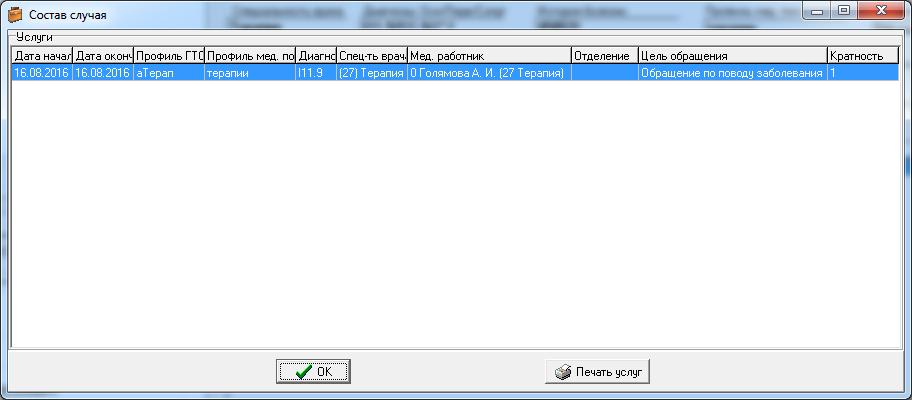 Состав случая
Услуги
Дата начал Дата оконч Профиль ГТС Профиль мед. по Диагно Спец-ть врач Мед. работник Отделение Цель обращения Кратность
16.08.2016 16.08.2016 аТерап терапии I11.9 (27) Терапия 0 Голямова А. И. (27 Терапия) Обращение по поводу заболевания 1
OK Печать услуг